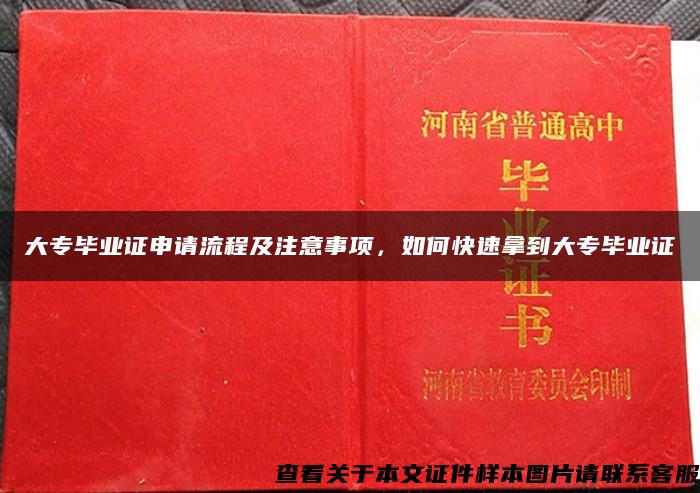 河南省普通高中
毕业证书
大专毕业证申请流程及注意事项，如何快速拿到大专毕业证
河南省教育委员会印制
查看关于本文证件样本图片请联系客服